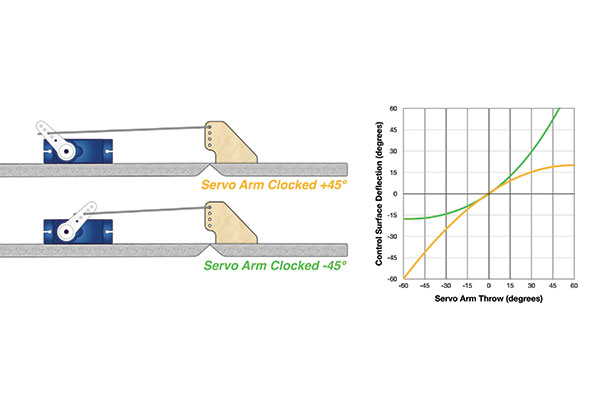 Servo Arm Clocked +45°
Servo Arm Clocked -45°
Control Surface Deflection (degrees)
60
45
30
15
0
-15
-30
-45
-60
-60 -45 -30 -15 0 15 30 45 60
Servo Arm Throw (degrees)